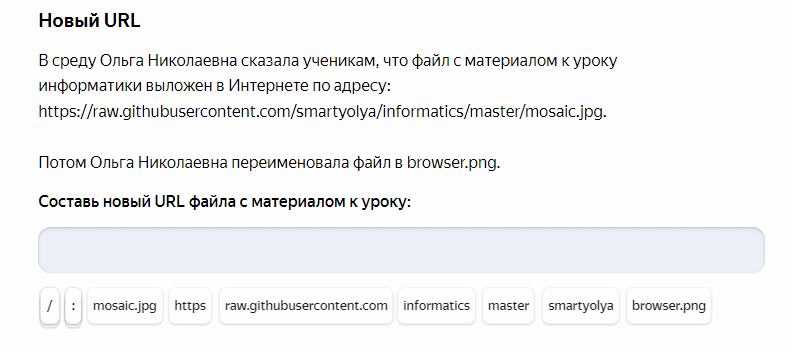 Новый URL
В среду Ольга Николаевна сказала ученикам, что файл с материалом к уроку
информатики выложен в Интернете по адресу:
https://raw.githubusercontent.com/smartyolya/informatics/master/mosaic.jpg.
Потом Ольга Николаевна переименовала файл в browser.png.
Составь новый URL файла с материалом к уроку:
/ : mosaic.jpg https raw.githubusercontent.com informatics master smartyolya browser.png